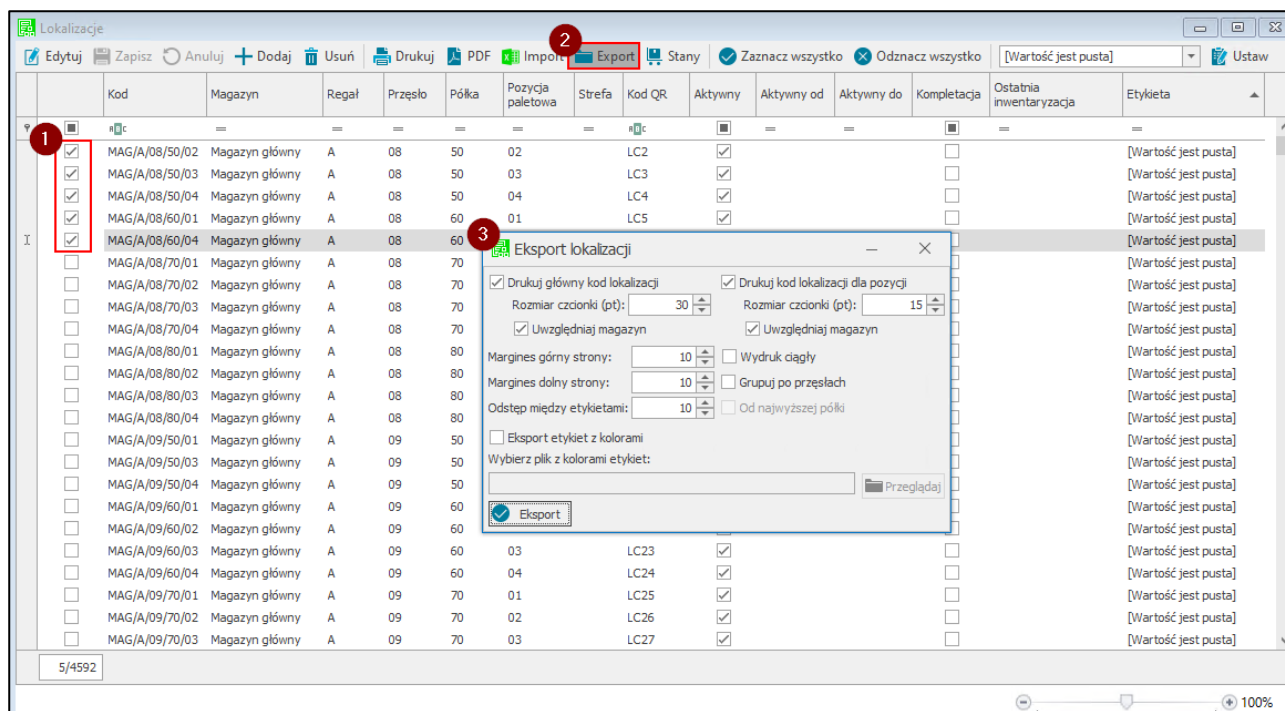 Lokalizacje
2
Edytuj Zapisz Anuluj Dodaj Usuń Drukuj PDF Import Export Stany Zaznacz wszystko Odznacz wszystko [Wartość jest pusta] Ustaw
Kod Magazyn Regał Przęsło Półka Pozycja paletowa Strefa Kod QR Aktywny Aktywny od Aktywny do Kompletacja Ostatnia inwentaryzacja Etykieta
1
MAG/A/08/50/02 Magazyn główny A 08 50 02 LC2 [Wartość jest pusta]
MAG/A/08/50/03 Magazyn główny A 08 50 03 LC3 [Wartość jest pusta]
MAG/A/08/50/04 Magazyn główny A 08 50 04 LC4 [Wartość jest pusta]
MAG/A/08/60/01 Magazyn główny A 08 60 01 LC5 [Wartość jest pusta]
MAG/A/08/60/04 Magazyn główny A 08 60 [Wartość jest pusta]
MAG/A/08/70/01 Magazyn główny A 08 70 [Wartość jest pusta]
MAG/A/08/70/02 Magazyn główny A 08 70 [Wartość jest pusta]
MAG/A/08/70/03 Magazyn główny A 08 70 [Wartość jest pusta]
MAG/A/08/70/04 Magazyn główny A 08 70 [Wartość jest pusta]
MAG/A/08/80/01 Magazyn główny A 08 80 [Wartość jest pusta]
MAG/A/08/80/02 Magazyn główny A 08 80 [Wartość jest pusta]
MAG/A/08/80/03 Magazyn główny A 08 80 [Wartość jest pusta]
MAG/A/08/80/04 Magazyn główny A 08 80 [Wartość jest pusta]
MAG/A/09/50/01 Magazyn główny A 09 50 [Wartość jest pusta]
MAG/A/09/50/03 Magazyn główny A 09 50 [Wartość jest pusta]
MAG/A/09/50/04 Magazyn główny A 09 50 [Wartość jest pusta]
MAG/A/09/60/01 Magazyn główny A 09 60 [Wartość jest pusta]
MAG/A/09/60/02 Magazyn główny A 09 60 [Wartość jest pusta]
MAG/A/09/60/03 Magazyn główny A 09 60 03 LC23 [Wartość jest pusta]
MAG/A/09/60/04 Magazyn główny A 09 60 04 LC24 [Wartość jest pusta]
MAG/A/09/70/01 Magazyn główny A 09 70 01 LC25 [Wartość jest pusta]
MAG/A/09/70/02 Magazyn główny A 09 70 02 LC26 [Wartość jest pusta]
MAG/A/09/70/03 Magazyn główny A 09 70 03 LC27 [Wartość jest pusta]
3
Eksport lokalizacji
Drukuj główny kod lokalizacji Drukuj kod lokalizacji dla pozycji
Rozmiar czcionki (pt): 30 Rozmiar czcionki (pt): 15
Uwzględniaj magazyn Uwzględniaj magazyn
Margines górny strony: 10 Wydruk ciągły
Margines dolny strony: 10 Grupuj po przęsłach
Odstęp między etykietami: 10 Od najwyższej półki
Eksport etykiet z kolorami
Wybierz plik z kolorami etykiet:
Przeglądaj
Eksport
5/4592
100%